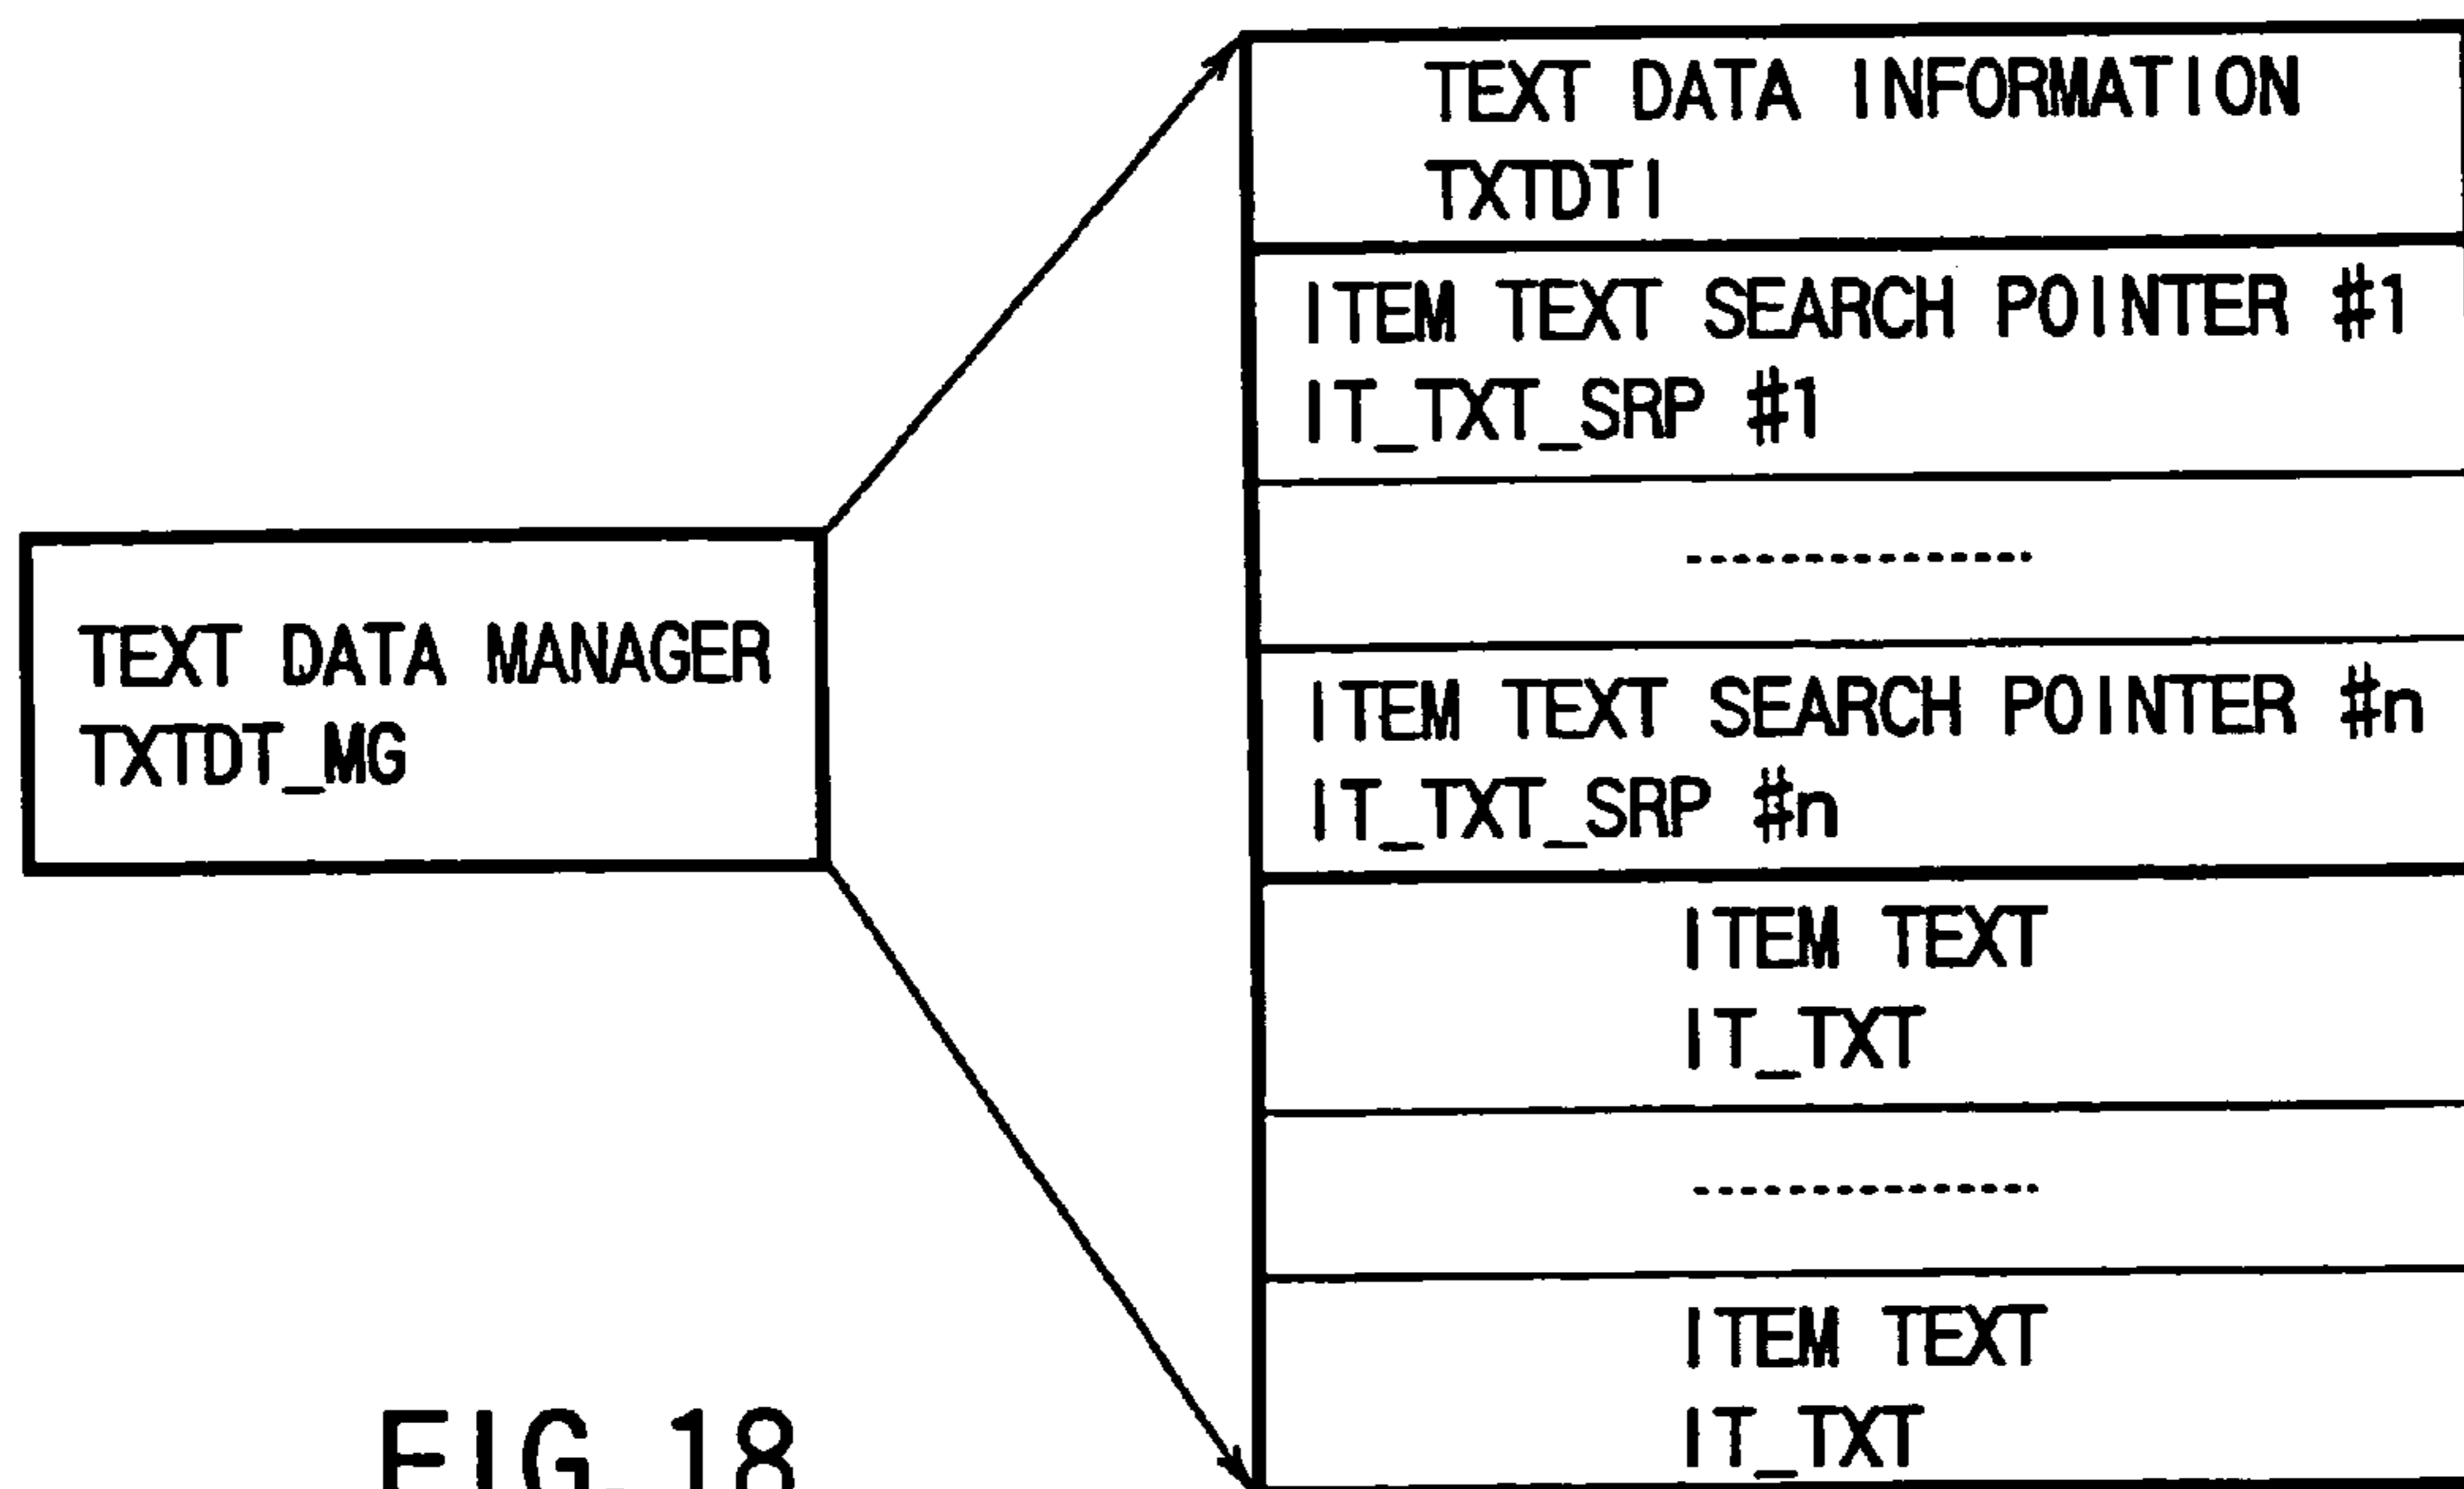 TEXT DATA INFORMATION
TXTDTI
ITEM TEXT SEARCH POINTER #1
IT_TXT_SRP #1
TEXT DATA MANAGER
TXTDT_MG
ITEM TEXT SEARCH POINTER #n
IT_TXT_SRP #n
ITEM TEXT
IT_TXT
ITEM TEXT
IT_TXT
FIG.18